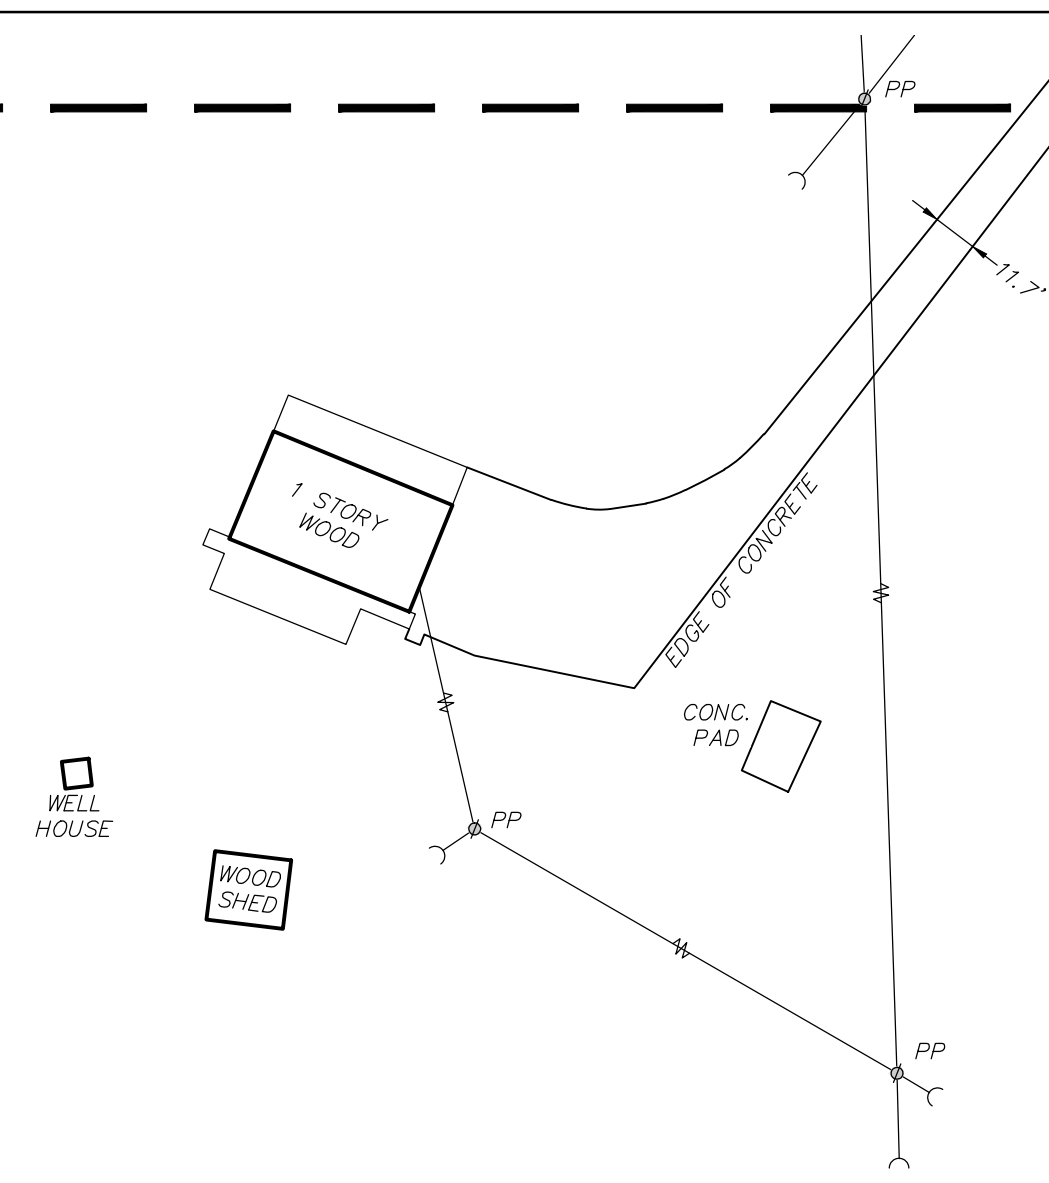 PP
11.7'
1 STORY
WOOD
EDGE OF CONCRETE
CONC.
PAD
WELL
HOUSE
PP
WOOD
SHED
PP